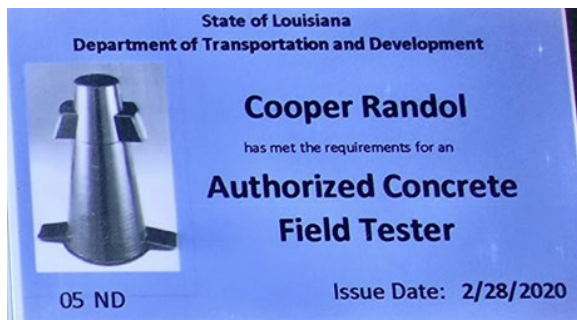 State of Louisiana
Department of Transportation and Development
Cooper Randol
has met the requirements for an
Authorized Concrete
Field Tester
05 ND
Issue Date: 2/28/2020